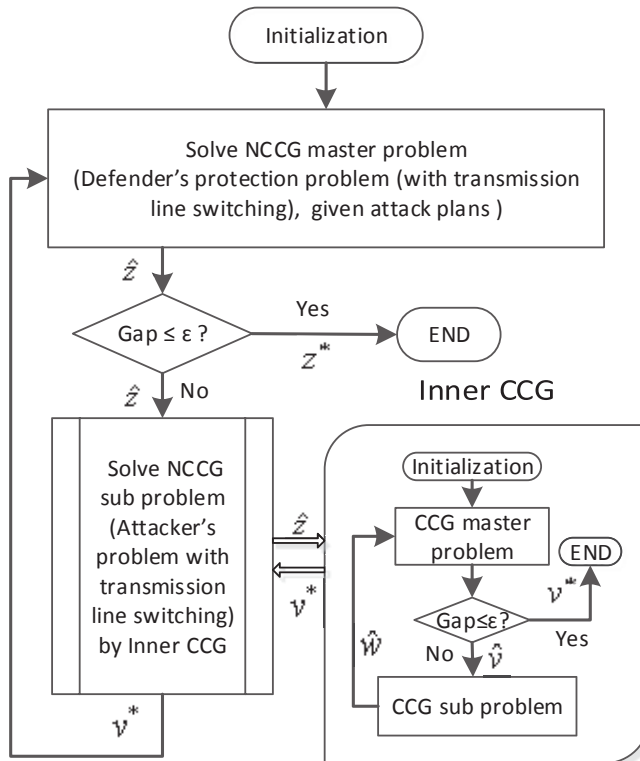 Initialization
Solve NCCG master problem
(Defender's protection problem (with transmission
line switching), given attack plans )
ẑ
Gap ≤ ε ?
Yes
z*
END
ẑ
No
Solve NCCG
sub problem
(Attacker's
problem with
transmission
line switching)
by Inner CCG
ẑ
v*
v*
Inner CCG
Initialization
CCG master
problem
END
v*
Gap≤ε?
Yes
No
v̂
ŵ
CCG sub problem